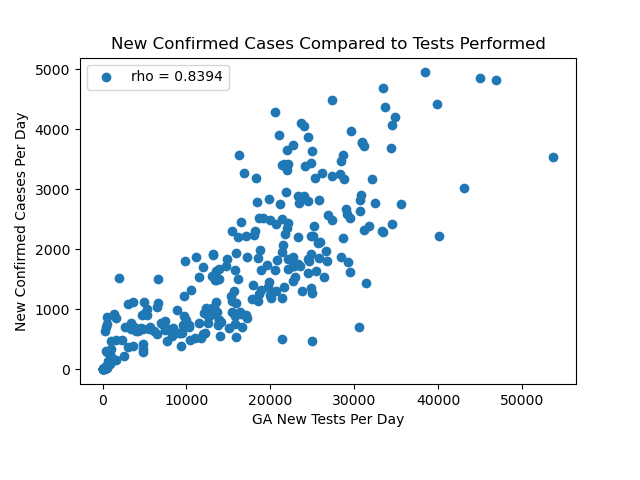 New Confirmed Cases Compared to Tests Performed
rho = 0.8394
5000
4000
3000
2000
1000
0
New Confirmed Caeses Per Day
0 10000 20000 30000 40000 50000
GA New Tests Per Day